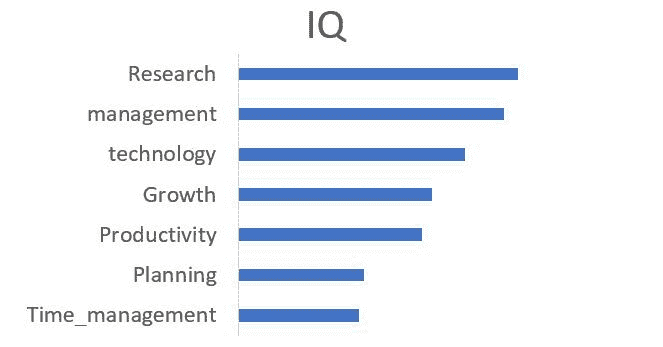 IQ
Research
management
technology
Growth
Productivity
Planning
Time_management